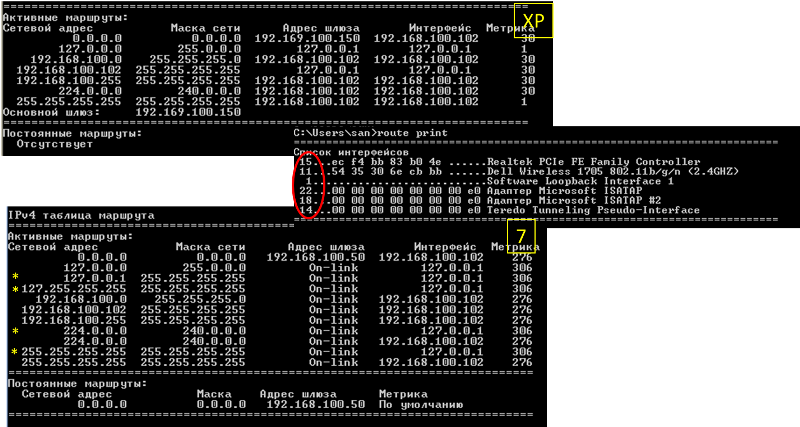 XP
Активные маршруты:
Сетевой адрес Маска сети Адрес шлюза Интерфейс Метрика
0.0.0.0 0.0.0.0 192.169.100.150 192.168.100.102 30
127.0.0.0 255.0.0.0 127.0.0.1 127.0.0.1 1
192.168.100.0 255.255.255.0 192.168.100.102 192.168.100.102 30
192.168.100.102 255.255.255.255 127.0.0.1 127.0.0.1 30
192.168.100.255 255.255.255.255 192.168.100.102 192.168.100.102 30
224.0.0.0 240.0.0.0 192.168.100.102 192.168.100.102 30
255.255.255.255 255.255.255.255 192.168.100.102 192.168.100.102 1
Основной шлюз: 192.169.100.150
Постоянные маршруты:
Отсутствует
C:\Users\san>route print
Список интерфейсов
15...ec f4 bb 83 b0 4e ......Realtek PCIe FE Family Controller
11...54 35 30 6e cb bb ......Dell Wireless 1705 802.11b/g/n (2.4GHZ)
1...........................Software Loopback Interface 1
22...00 00 00 00 00 00 00 e0 Адаптер Microsoft ISATAP
18...00 00 00 00 00 00 00 e0 Адаптер Microsoft ISATAP #2
14...00 00 00 00 00 00 00 e0 Teredo Tunneling Pseudo-Interface
7
IPv4 таблица маршрута
Активные маршруты:
Сетевой адрес Маска сети Адрес шлюза Интерфейс Метрика
0.0.0.0 0.0.0.0 192.168.100.50 192.168.100.102 276
127.0.0.0 255.0.0.0 On-link 127.0.0.1 306
* 127.0.0.1 255.255.255.255 On-link 127.0.0.1 306
* 127.255.255.255 255.255.255.255 On-link 127.0.0.1 306
192.168.100.0 255.255.255.0 On-link 192.168.100.102 276
192.168.100.102 255.255.255.255 On-link 192.168.100.102 276
192.168.100.255 255.255.255.255 On-link 192.168.100.102 276
* 224.0.0.0 240.0.0.0 On-link 127.0.0.1 306
224.0.0.0 240.0.0.0 On-link 192.168.100.102 276
* 255.255.255.255 255.255.255.255 On-link 127.0.0.1 306
255.255.255.255 255.255.255.255 On-link 192.168.100.102 276
Постоянные маршруты:
Сетевой адрес Маска Адрес шлюза Метрика
0.0.0.0 0.0.0.0 192.168.100.50 По умолчанию